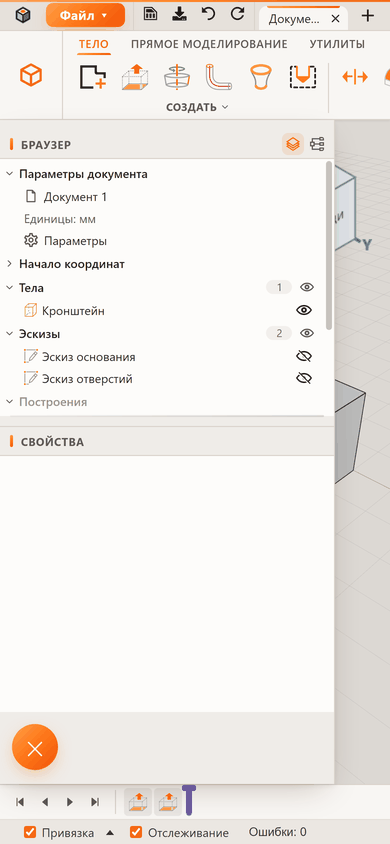 Файл
Докуме...
ТЕЛО ПРЯМОЕ МОДЕЛИРОВАНИЕ УТИЛИТЫ
СОЗДАТЬ
БРАУЗЕР
Параметры документа
Документ 1
Единицы: мм
Параметры
Начало координат
Тела 1
Кронштейн
Эскизы 2
Эскиз основания
Эскиз отверстий
Построения
Y
СВОЙСТВА
Привязка Отслеживание Ошибки: 0